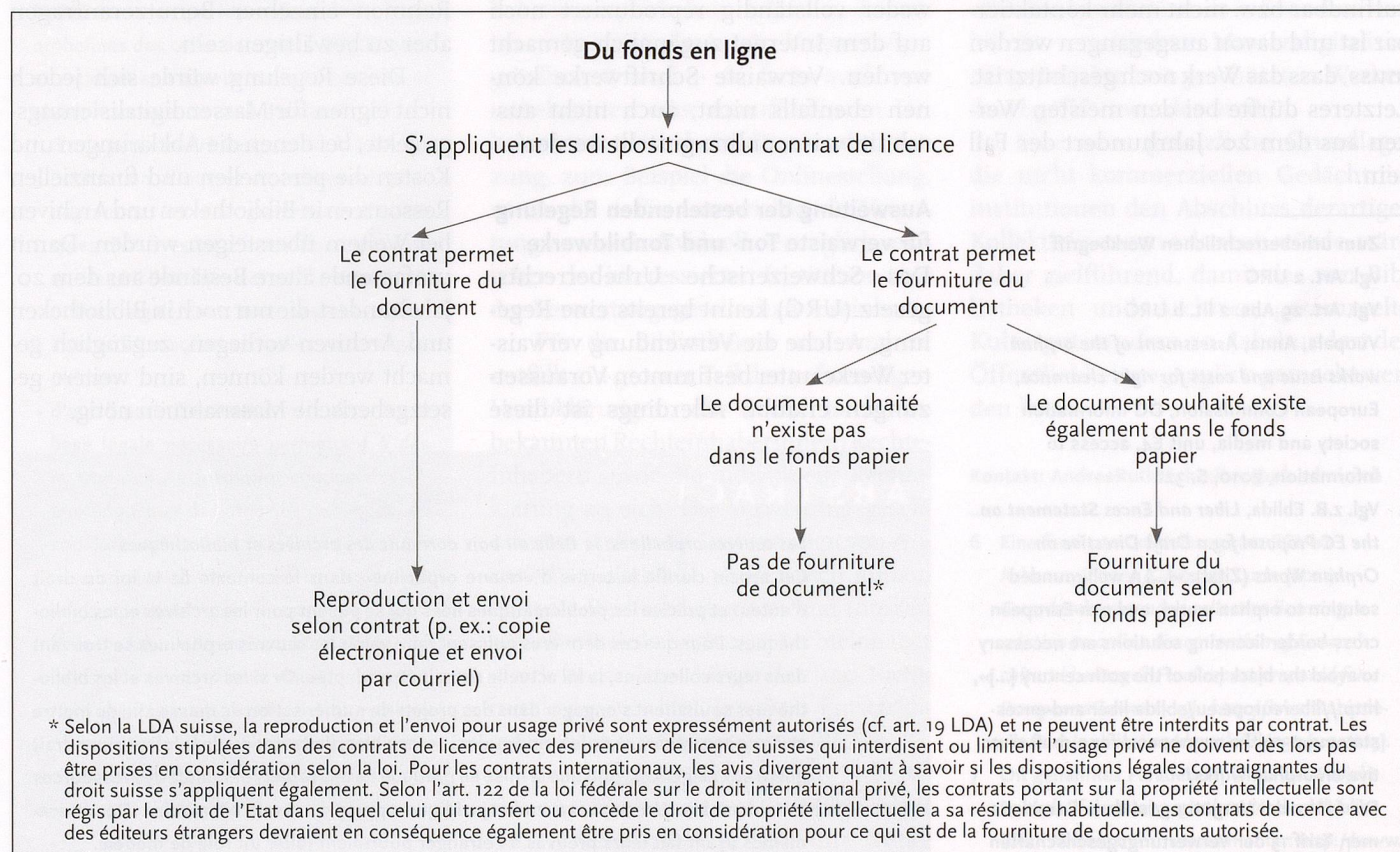 Du fonds en ligne
S'appliquent les dispositions du contrat de licence
Le contrat permet
le fourniture du
document
Le contrat permet
le fourniture du
document
Le document souhaité
n'existe pas
dans le fonds papier
Le document souhaité existe
également dans le fonds
papier
Pas de fourniture
de document!*
Fourniture du
document selon
fonds papier
Reproduction et envoi
selon contrat (p. ex.: copie
électronique et envoi
par courriel)
* Selon la LDA suisse, la reproduction et l'envoi pour usage privé sont expressément autorisés (cf. art. 19 LDA) et ne peuvent être interdits par contrat. Les
dispositions stipulées dans des contrats de licence avec des preneurs de licence suisses qui interdisent ou limitent l'usage privé ne doivent dès lors pas
être prises en considération selon la loi. Pour les contrats internationaux, les avis divergent quant à savoir si les dispositions légales contraignantes du
droit suisse s'appliquent également. Selon l'art. 122 de la loi fédérale sur le droit international privé, les contrats portant sur la propriété intellectuelle sont
régis par le droit de l'Etat dans lequel celui qui transfert ou concède le droit de propriété intellectuelle a sa résidence habituelle. Les contrats de licence avec
des éditeurs étrangers devraient en conséquence également être pris en considération pour ce qui est de la fourniture de documents autorisée.